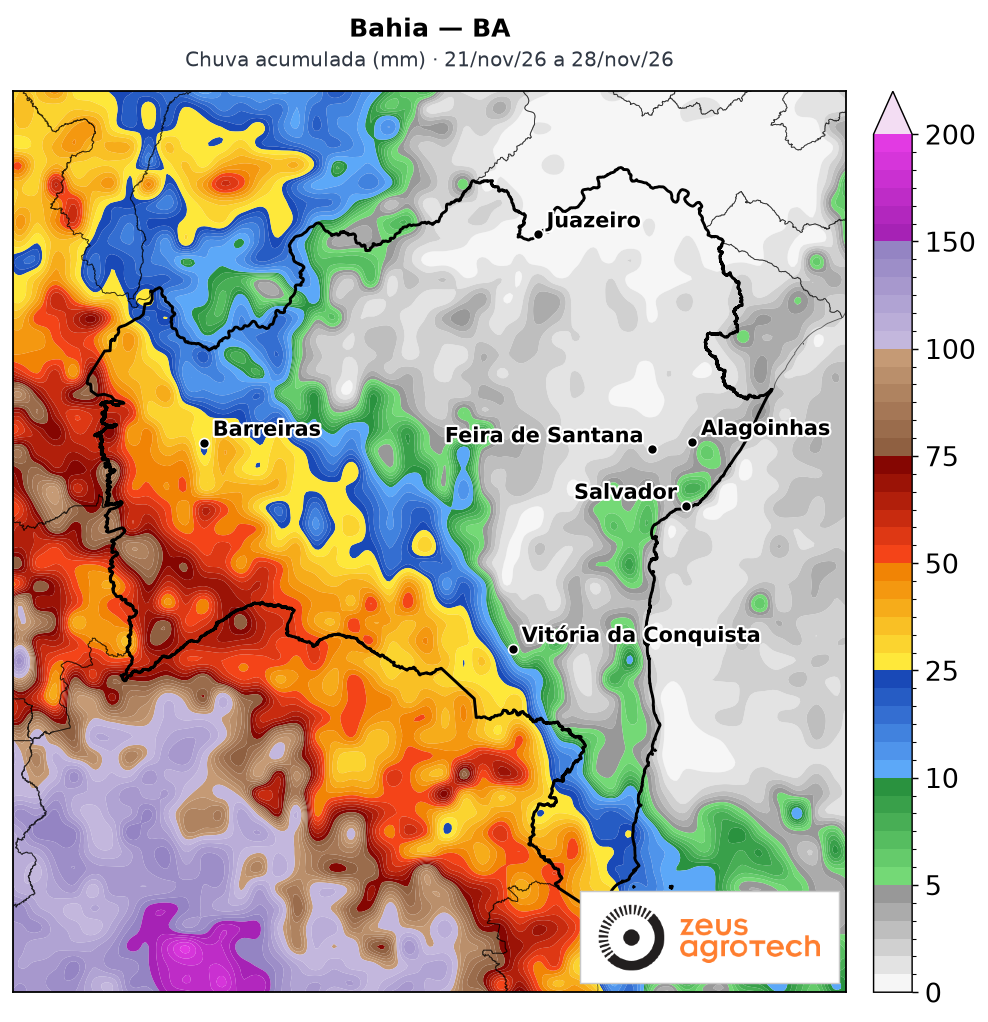 Bahia — BA
Chuva acumulada (mm) · 21/nov/26 a 28/nov/26
200
Juazeiro
150
100
Barreiras
Alagoinhas
Feira de Santana
75
Salvador
50
Vitória da Conquista
25
10
5
zeus
agrotech
0